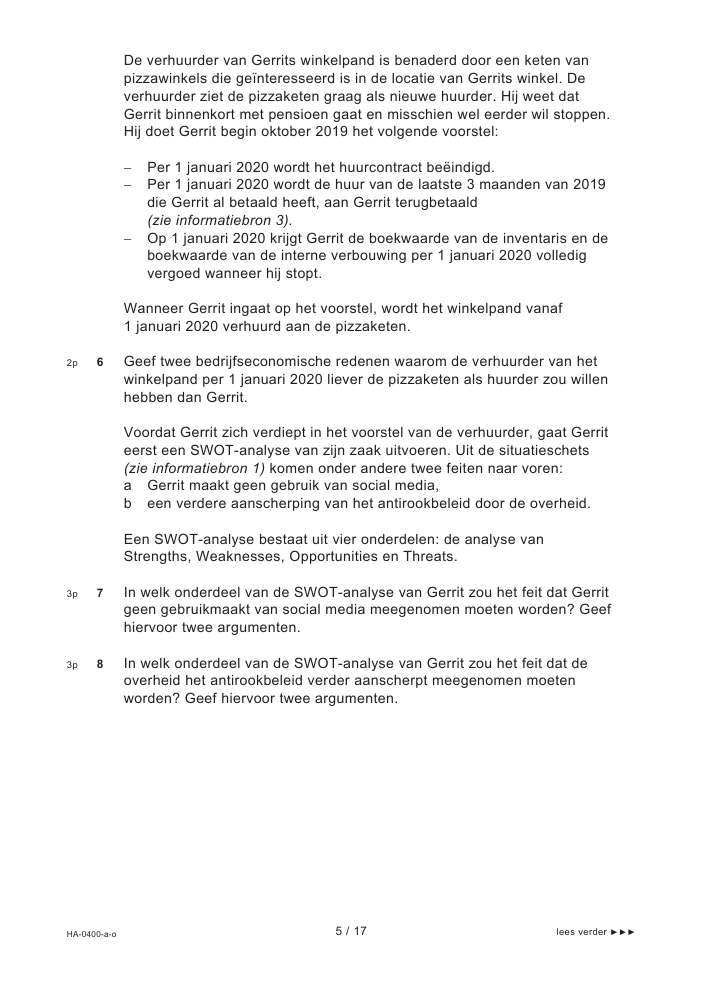 De verhuurder van Gerrits winkelpand is benaderd door een keten van
pizzawinkels die geïnteresseerd is in de locatie van Gerrits winkel. De
verhuurder ziet de pizzaketen graag als nieuwe huurder. Hij weet dat
Gerrit binnenkort met pensioen gaat en misschien wel eerder wil stoppen.
Hij doet Gerrit begin oktober 2019 het volgende voorstel:
− Per 1 januari 2020 wordt het huurcontract beëindigd.
− Per 1 januari 2020 wordt de huur van de laatste 3 maanden van 2019
die Gerrit al betaald heeft, aan Gerrit terugbetaald
(zie informatiebron 3).
− Op 1 januari 2020 krijgt Gerrit de boekwaarde van de inventaris en de
boekwaarde van de interne verbouwing per 1 januari 2020 volledig
vergoed wanneer hij stopt.
Wanneer Gerrit ingaat op het voorstel, wordt het winkelpand vanaf
1 januari 2020 verhuurd aan de pizzaketen.
2p 6 Geef twee bedrijfseconomische redenen waarom de verhuurder van het
winkelpand per 1 januari 2020 liever de pizzaketen als huurder zou willen
hebben dan Gerrit.
Voordat Gerrit zich verdiept in het voorstel van de verhuurder, gaat Gerrit
eerst een SWOT-analyse van zijn zaak uitvoeren. Uit de situatieschets
(zie informatiebron 1) komen onder andere twee feiten naar voren:
a Gerrit maakt geen gebruik van social media,
b een verdere aanscherping van het antirookbeleid door de overheid.
Een SWOT-analyse bestaat uit vier onderdelen: de analyse van
Strengths, Weaknesses, Opportunities en Threats.
3p 7 In welk onderdeel van de SWOT-analyse van Gerrit zou het feit dat Gerrit
geen gebruikmaakt van social media meegenomen moeten worden? Geef
hiervoor twee argumenten.
3p 8 In welk onderdeel van de SWOT-analyse van Gerrit zou het feit dat de
overheid het antirookbeleid verder aanscherpt meegenomen moeten
worden? Geef hiervoor twee argumenten.
HA-0400-a-o 5 / 17 lees verder ►►►